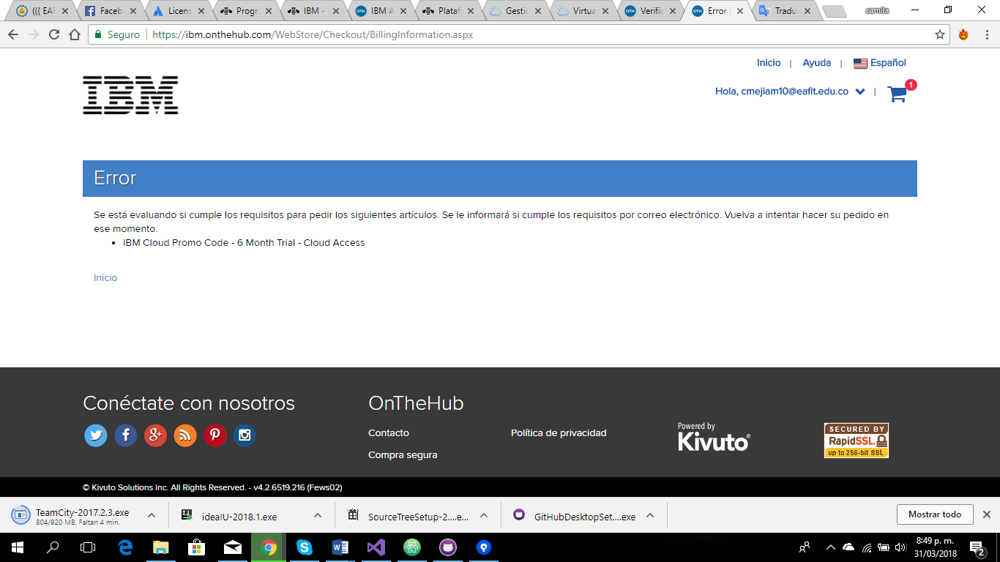 ((( EAF
Faceb
Licens
Progra
IBM -
IBM A
Plataf
Gestió
Virtua
Verific
Error |
Tradu
camila
Seguro
https://ibm.onthehub.com/WebStore/Checkout/BillingInformation.aspx
Inicio | Ayuda | Español
IBM
Hola, cmejiam10@eafit.edu.co | 1
Error
Se está evaluando si cumple los requisitos para pedir los siguientes artículos. Se le informará si cumple los requisitos por correo electrónico. Vuelva a intentar hacer su pedido en
ese momento.
• IBM Cloud Promo Code - 6 Month Trial - Cloud Access
Inicio
Conéctate con nosotros
OnTheHub
Contacto
Política de privacidad
Compra segura
Powered by
Kivuto
SECURED BY
RapidSSL
up to 256-bit SSL
© Kivuto Solutions Inc. All Rights Reserved. - v4.2.6519.216 (Fews02)
TeamCity-2017.2.3.exe
804/920 MB, Faltan 4 min.
ideaIU-2018.1.exe
SourceTreeSetup-2....e...
GitHubDesktopSet....exe
Mostrar todo
8:49 p. m.
31/03/2018
2